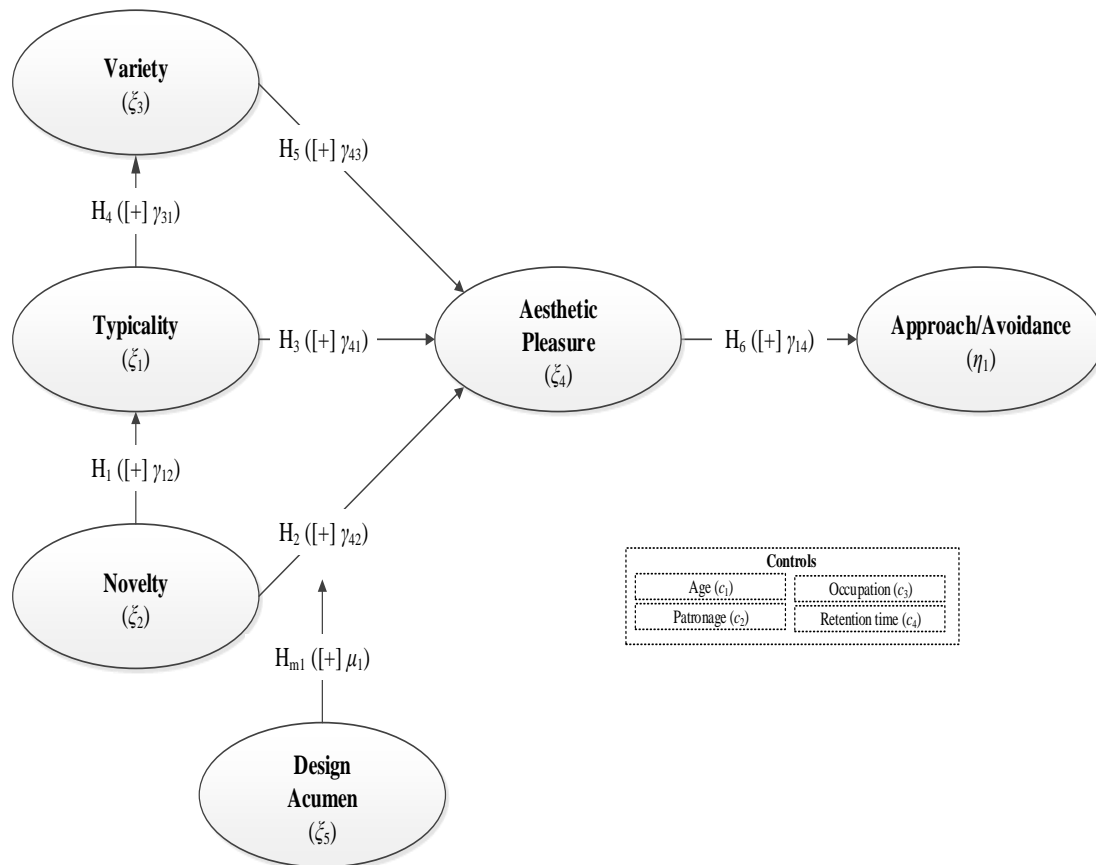 Variety
(ξ₃)
H₅ ([+] γ₄₃)
H₄ ([+] γ₃₁)
Typicality
(ξ₁)
H₃ ([+] γ₄₁)
Aesthetic
Pleasure
(ξ₄)
H₆ ([+] γ₁₄)
Approach/Avoidance
(η₁)
H₁ ([+] γ₁₂)
H₂ ([+] γ₄₂)
Novelty
(ξ₂)
Controls
Age (c₁)
Occupation (c₃)
Patronage (c₂)
Retention time (c₄)
Hₘ₁ ([+] μ₁)
Design
Acumen
(ξ₅)